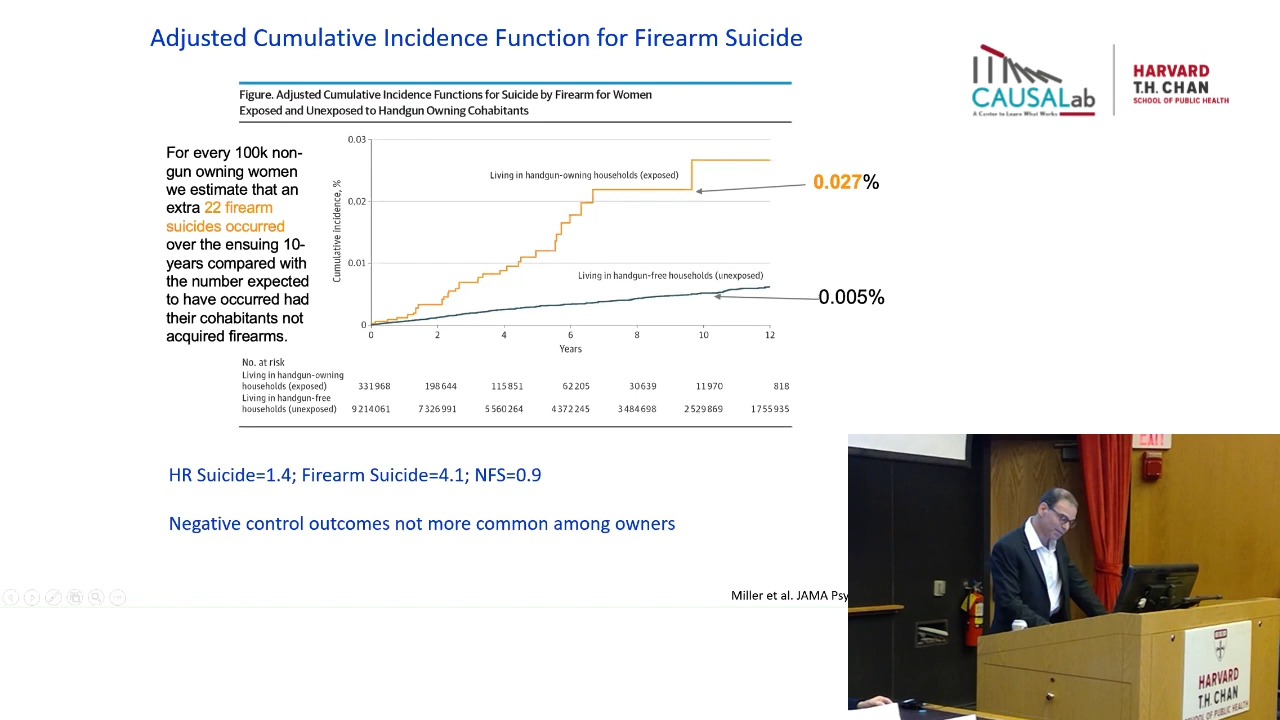 Adjusted Cumulative Incidence Function for Firearm Suicide
CAUSALab
A Center to Learn What Works
HARVARD
T.H. CHAN
SCHOOL OF PUBLIC HEALTH
Figure. Adjusted Cumulative Incidence Functions for Suicide by Firearm for Women
Exposed and Unexposed to Handgun Owning Cohabitants
For every 100k non-
gun owning women
we estimate that an
extra 22 firearm
suicides occurred
over the ensuing 10-
years compared with
the number expected
to have occurred had
their cohabitants not
acquired firearms.
Cumulative incidence, %
0.03
0.02
0.01
0
Living in handgun-owning households (exposed)
0.027%
Living in handgun-free households (unexposed)
0.005%
0 2 4 6 8 10 12
Years
No. at risk
Living in handgun-owning
households (exposed) 331968 198644 115851 62205 30639 11970 818
Living in handgun-free
households (unexposed) 9214061 7326991 5560264 4372245 3484698 2529869 1755935
HR Suicide=1.4; Firearm Suicide=4.1; NFS=0.9
Negative control outcomes not more common among owners
Miller et al. JAMA Psy
EXIT
HARVARD
T.H. CHAN
SCHOOL OF PUBLIC HEALTH